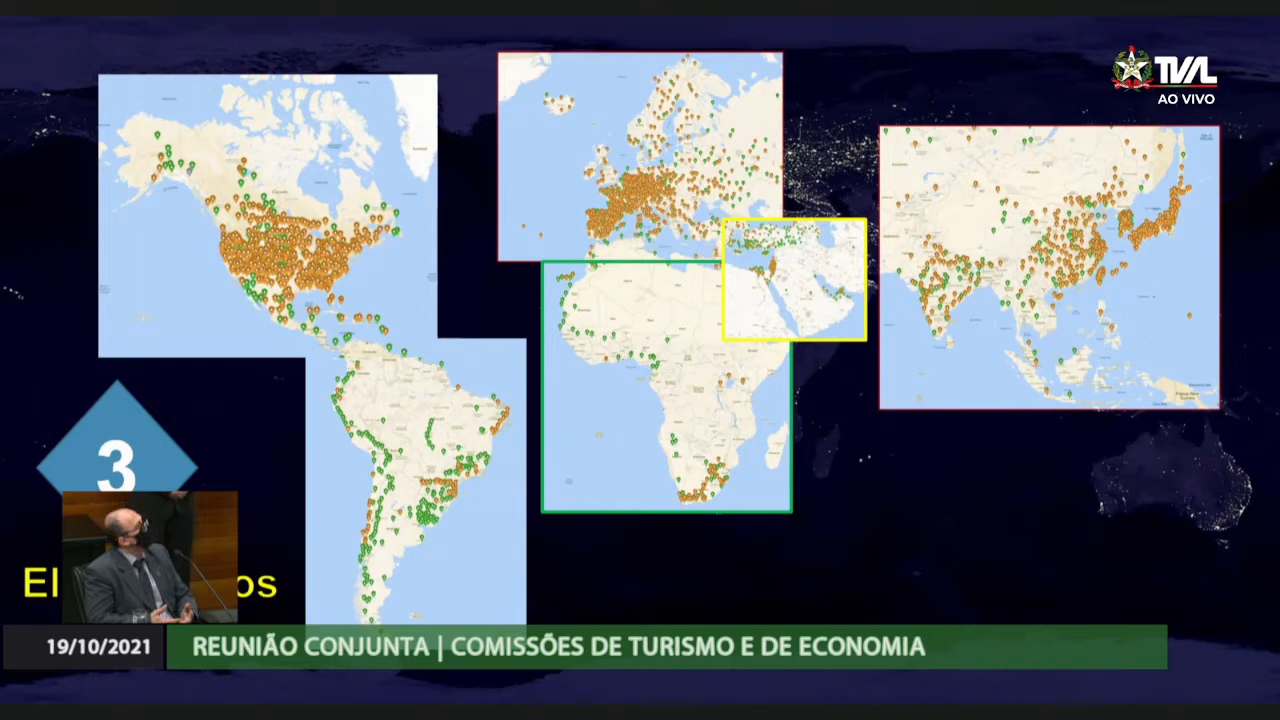 TVAL
AO VIVO
3
El
os
19/10/2021
REUNIÃO CONJUNTA | COMISSÕES DE TURISMO E DE ECONOMIA